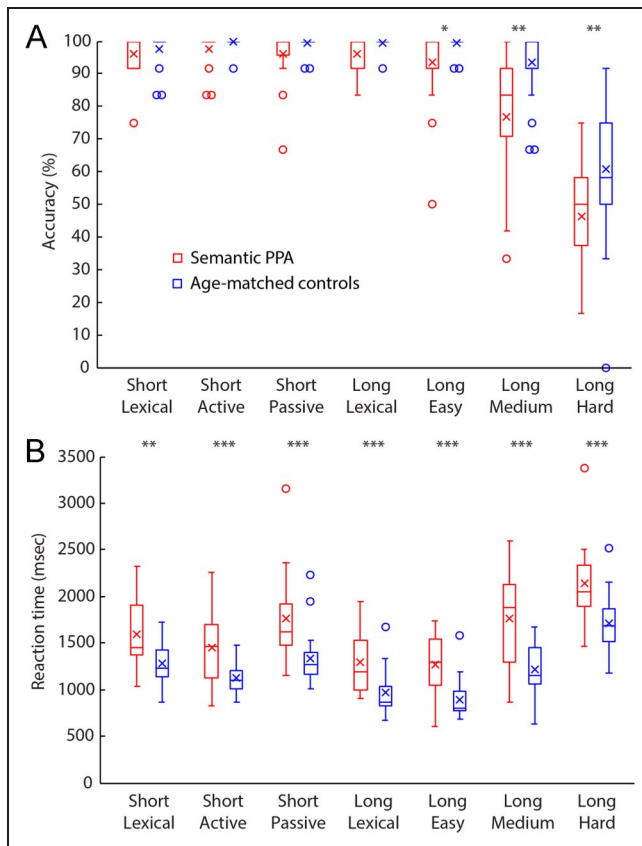 A
* ** **
100
90
80
70
60
50
40
30
20
10
0
Accuracy (%)
Semantic PPA
Age-matched controls
Short Short Short Long Long Long Long
Lexical Active Passive Lexical Easy Medium Hard
B
** *** *** *** *** *** ***
3500
3000
2500
2000
1500
1000
500
0
Reaction time (msec)
Short Short Short Long Long Long Long
Lexical Active Passive Lexical Easy Medium Hard